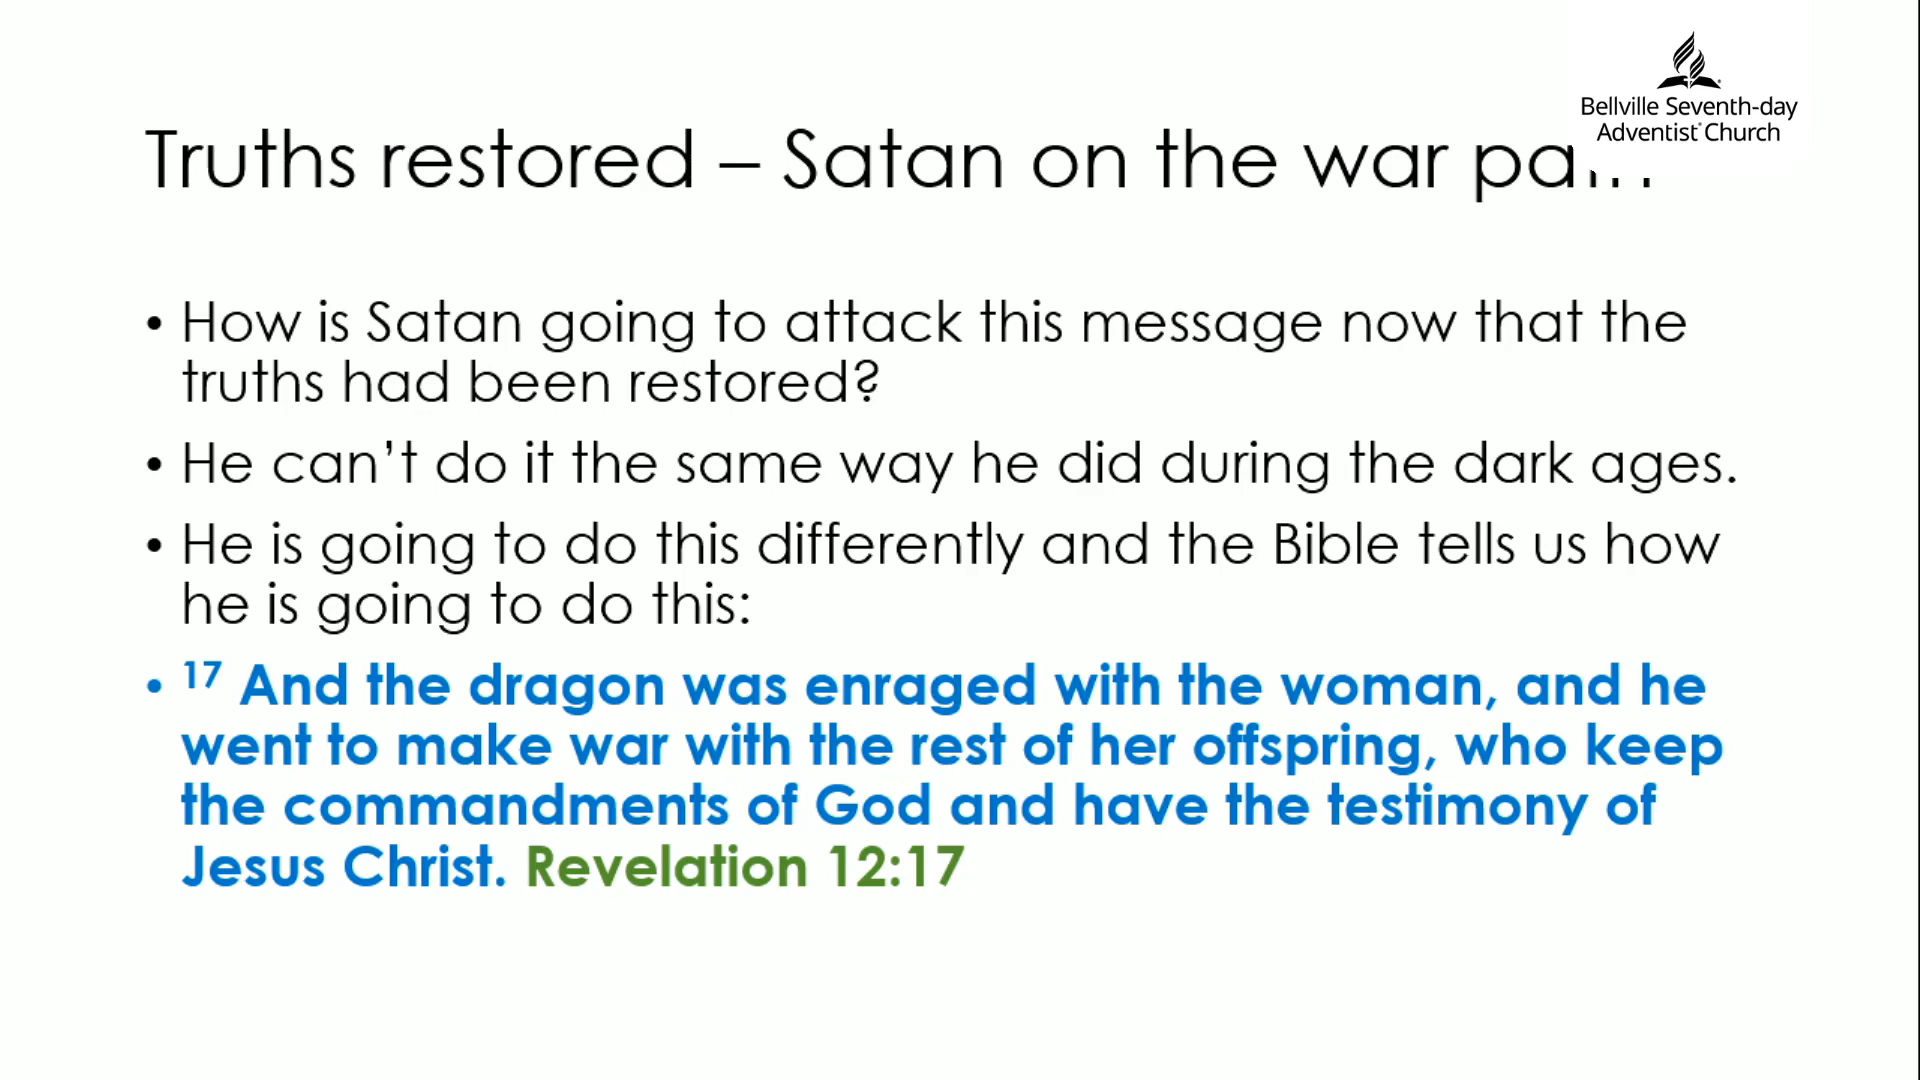 Bellville Seventh-day
Adventist Church
Truths restored – Satan on the war
• How is Satan going to attack this message now that the
truths had been restored?
• He can’t do it the same way he did during the dark ages.
• He is going to do this differently and the Bible tells us how
he is going to do this:
• 17 And the dragon was enraged with the woman, and he
went to make war with the rest of her offspring, who keep
the commandments of God and have the testimony of
Jesus Christ. Revelation 12:17